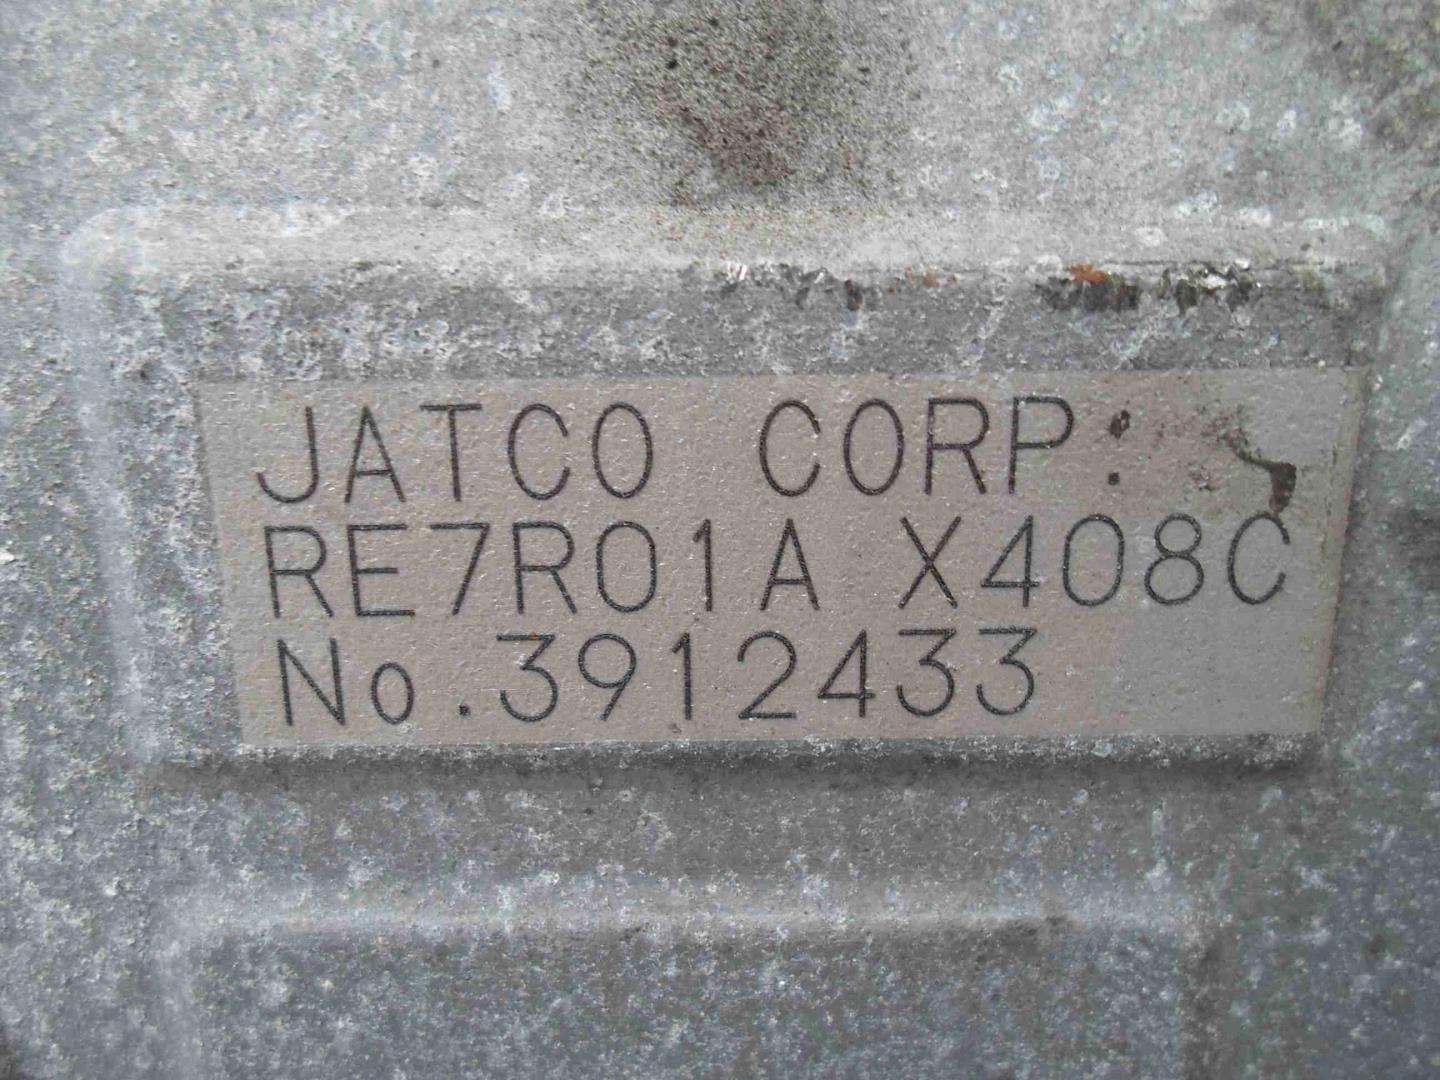 JATCO CORP.
RE7R01A X408C
No.3912433